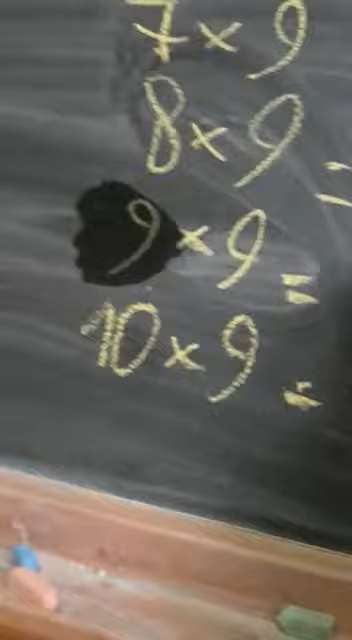 7 × 9
8 × 9 =
9 × 9 =
10 × 9 =